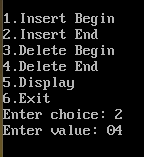 1.Insert Begin
2.Insert End
3.Delete Begin
4.Delete End
5.Display
6.Exit
Enter choice: 2
Enter value: 04